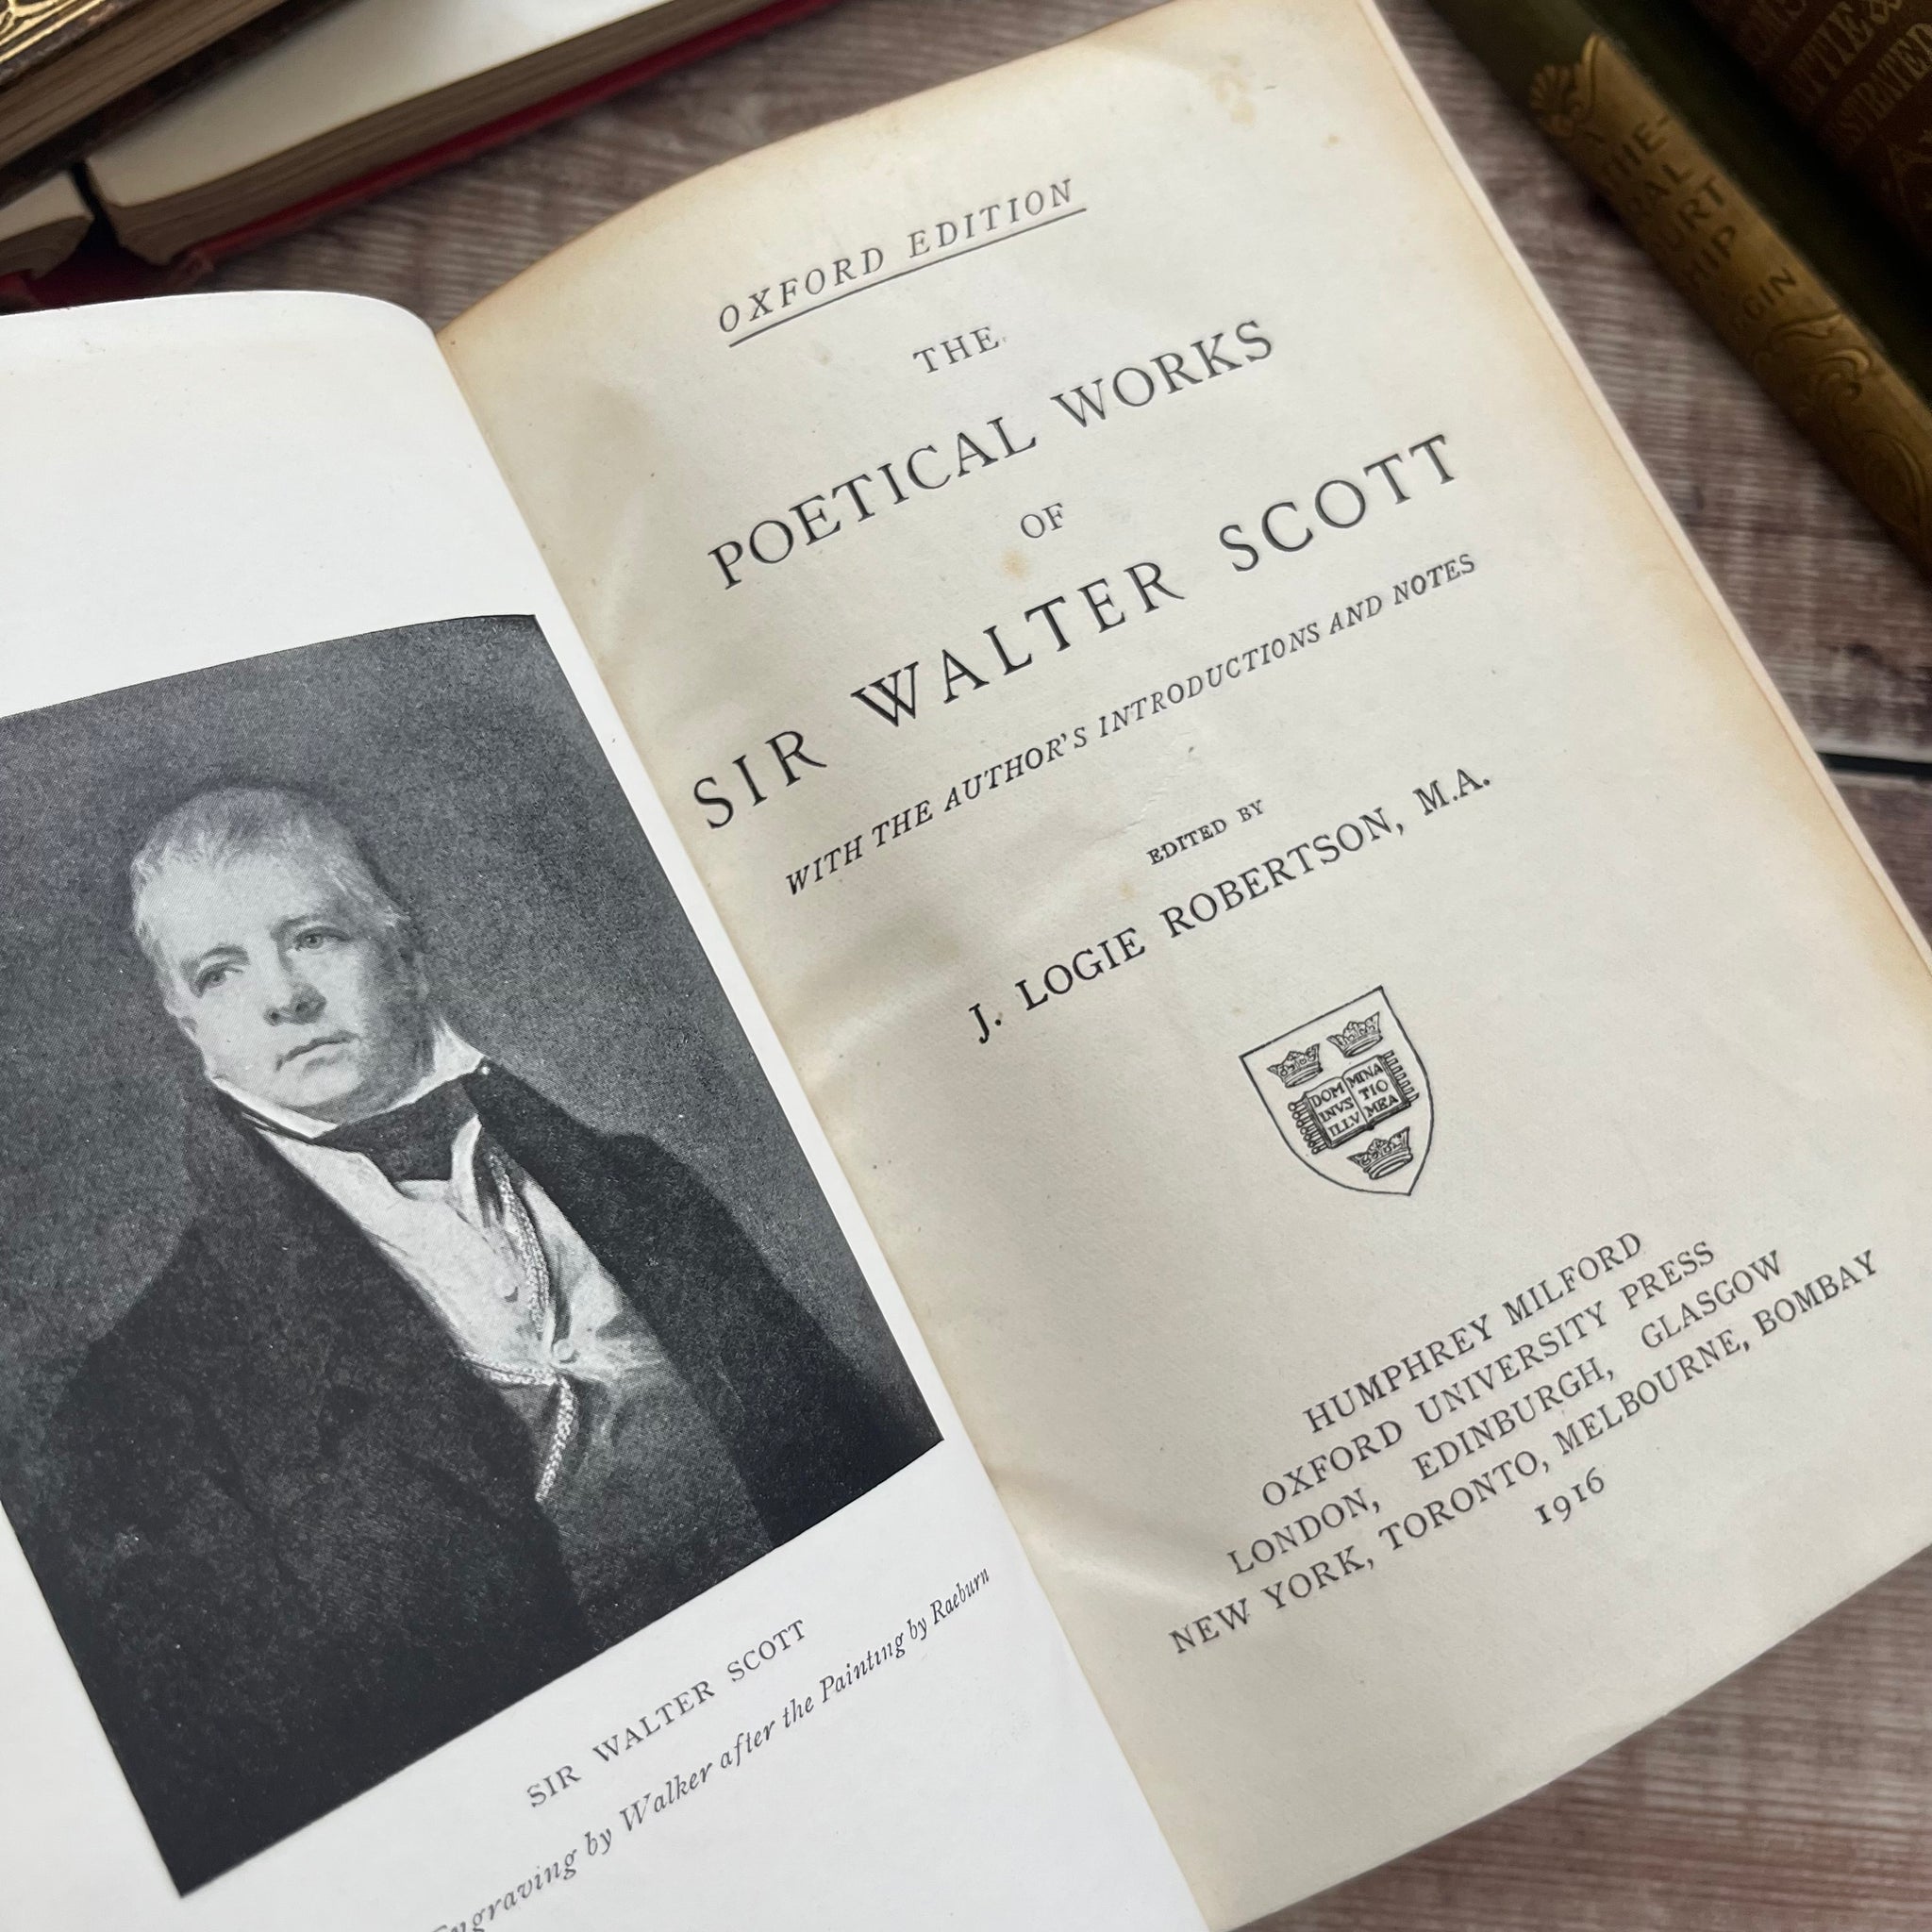 OXFORD EDITION
THE
POETICAL WORKS
OF
SIR WALTER SCOTT
WITH THE AUTHOR'S INTRODUCTIONS AND NOTES
EDITED BY
J. LOGIE ROBERTSON, M.A.
DOM MINA
INVS TIO
ILLV MEA
HUMPHREY MILFORD
OXFORD UNIVERSITY PRESS
LONDON, EDINBURGH, GLASGOW
NEW YORK, TORONTO, MELBOURNE, BOMBAY
1916
SIR WALTER SCOTT
by Walker after the Painting by Raeburn